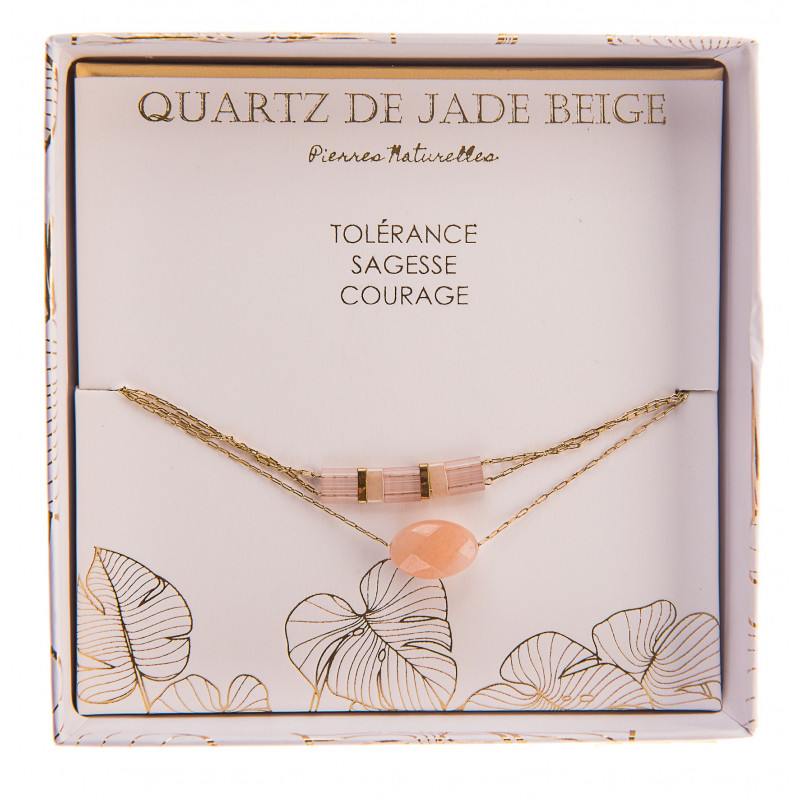 QUARTZ DE JADE BEIGE
Pierres Naturelles
TOLÉRANCE
SAGESSE
COURAGE